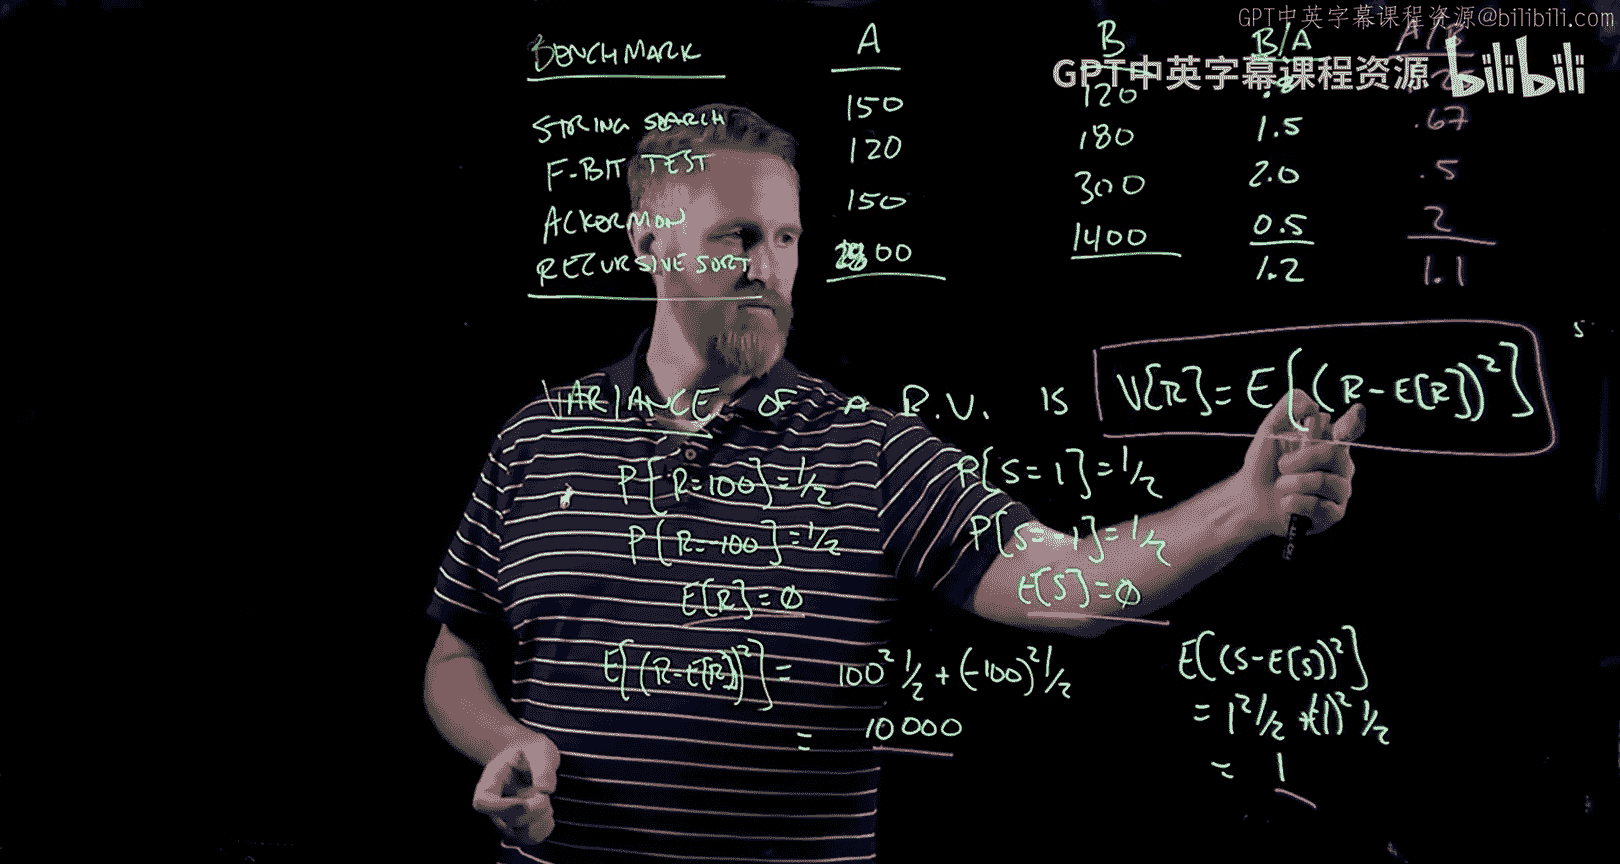 GPT中英字幕课程资源@bilibili.com
GPT中英字幕课程资源 bilibili
BENCHMARK A B B/A A/B
150 120
STRING SEARCH 120 180 1.5 .67
F-BIT TEST 150 300 2.0 .5
ACKERMON 00 1400 0.5 2
RECURSIVE SORT 1.2 1.1
S
VARIANCE OF A R.V. IS V[R]=E[(R-E[R])²]
P[R=100]=1/2 P[S=1]=1/2
P[R=-100]=1/2 P[S=-1]=1/2
E[R]=0 E[S]=0
E[(R-E[R])²]= 100² 1/2 + (-100)² 1/2 E[(S-E[S])²]
= 10000 = 1² 1/2 +(-1)² 1/2
= 1